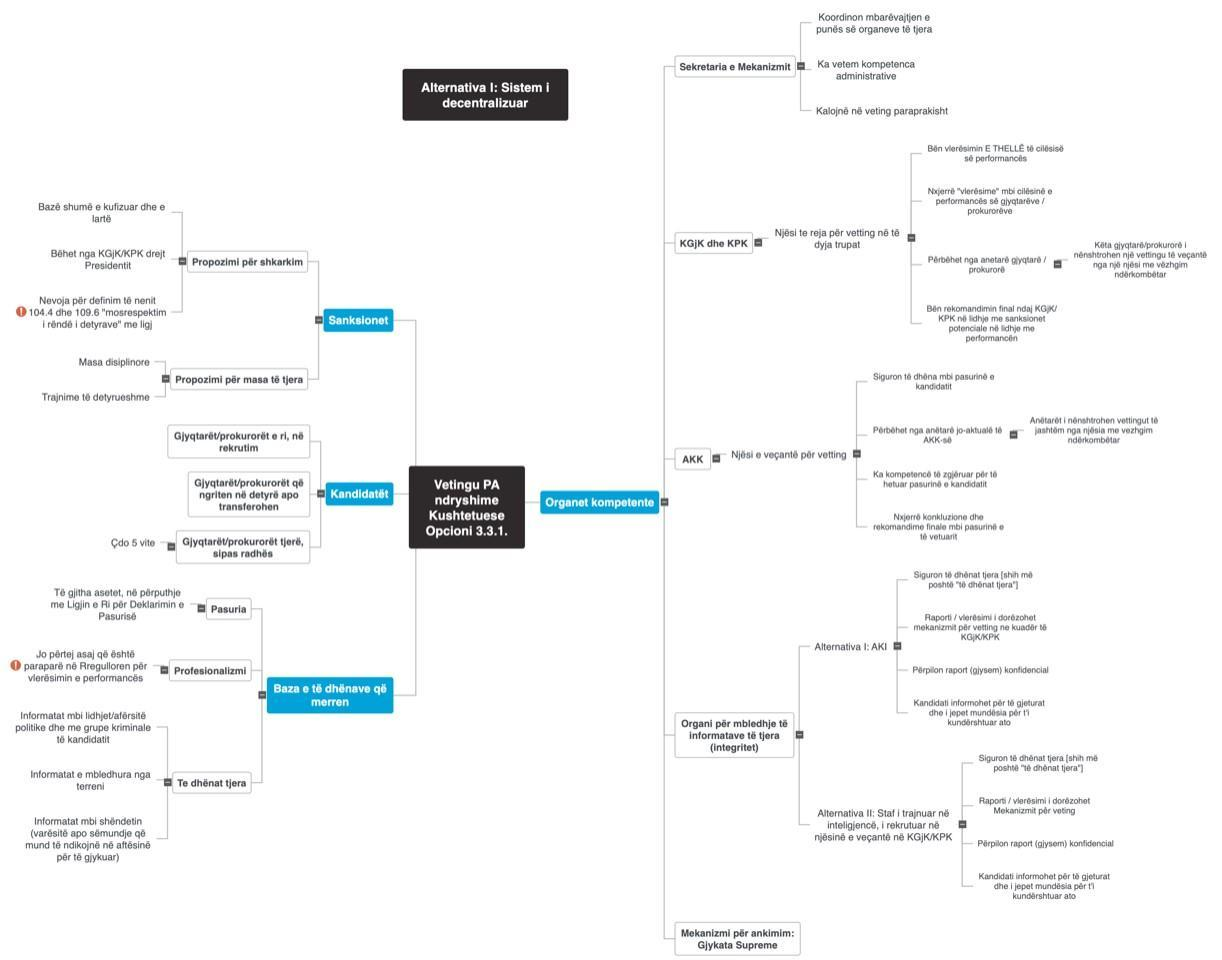 Alternativa I: Sistem i
decentralizuar
Vetingu PA
ndryshime
Kushtetuese
Opcioni 3.3.1.
Sanksionet
Propozimi për shkarkim
Bazë shumë e kufizuar dhe e
lartë
Bëhet nga KGjK/KPK drejt
Presidentit
Nevoja për definim të nenit
104.4 dhe 109.6 "mosrespektim
i rëndë i detyrave" me ligj
Propozimi për masa të tjera
Masa disiplinore
Trajnime të detyrueshme
Kandidatët
Gjyqtarët/prokurorët e ri, në
rekrutim
Gjyqtarët/prokurorët që
ngriten në detyrë apo
transferohen
Gjyqtarët/prokurorët tjerë,
sipas radhës
Çdo 5 vite
Baza e të dhënave që
merren
Pasuria
Të gjitha asetet, në përputhje
me Ligjin e Ri për Deklarimin e
Pasurisë
Profesionalizmi
Jo përtej asaj që është
paraparë në Rregulloren për
vlerësimin e performancës
Te dhënat tjera
Informatat mbi lidhjet/afërsitë
politike dhe me grupe kriminale
të kandidatit
Informatat e mbledhura nga
terreni
Informatat mbi shëndetin
(varësitë apo sëmundje që
mund të ndikojnë në aftësinë
për të gjykuar)
Organet kompetente
Sekretaria e Mekanizmit
Koordinon mbarëvajtjen e
punës së organeve të tjera
Ka vetem kompetenca
administrative
Kalojnë në veting paraprakisht
KGjK dhe KPK
Njësi te reja për vetting në të
dyja trupat
Bën vlerësimin E THELLË të cilësisë
së performancës
Nxjerrë "vlerësime" mbi cilësinë e
performancës së gjyqtarëve /
prokurorëve
Përbëhet nga anetarë gjyqtarë /
prokurorë
Këta gjyqtarë/prokurorë i
nënshtrohen një vettingu të veçantë
nga një njësi me vëzhgim
ndërkombëtar
Bën rekomandimin final ndaj KGjK/
KPK në lidhje me sanksionet
potenciale në lidhje me
performancën
AKK
Njësi e veçantë për vetting
Siguron të dhëna mbi pasurinë e
kandidatit
Përbëhet nga anëtarë jo-aktualë të
AKK-së
Anëtarët i nënshtrohen vettingut të
jashtëm nga njësia me vezhgim
ndërkombëtar
Ka kompetencë të zgjëruar për të
hetuar pasurinë e kandidatit
Nxjerrë konkluzione dhe
rekomandime finale mbi pasurinë e
të vetuarit
Organi për mbledhje të
informatave të tjera
(integritet)
Alternativa I: AKI
Siguron të dhënat tjera [shih më
poshtë "të dhënat tjera"]
Raporti / vlerësimi i dorëzohet
mekanizmit për vetting ne kuadër të
KGjK/KPK
Përpilon raport (gjysem) konfidencial
Kandidati informohet për të gjeturat
dhe i jepet mundësia për t'i
kundërshtuar ato
Alternativa II: Staf i trajnuar në
inteligjencë, i rekrutuar në
njësinë e veçantë në KGjK/KPK
Siguron të dhënat tjera [shih më
poshtë "të dhënat tjera"]
Raporti / vlerësimi i dorëzohet
Mekanizmit për veting
Përpilon raport (gjysem) konfidencial
Kandidati informohet për të gjeturat
dhe i jepet mundësia për t'i
kundërshtuar ato
Mekanizmi për ankimim:
Gjykata Supreme